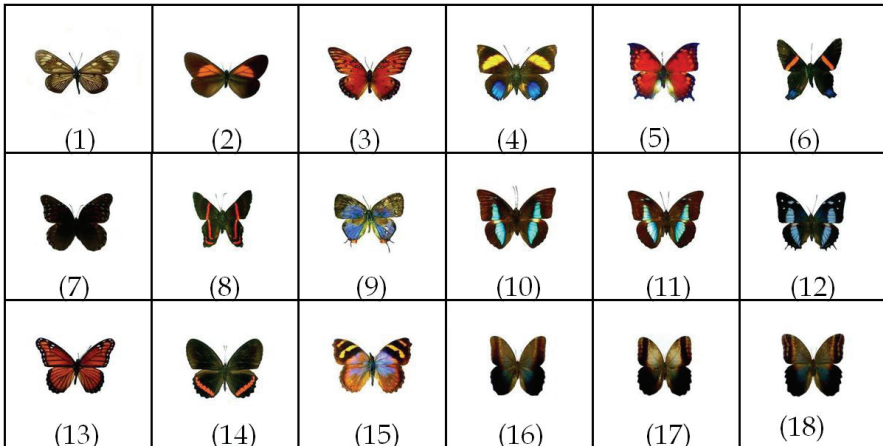 (1) (2) (3) (4) (5) (6)
(7) (8) (9) (10) (11) (12)
(13) (14) (15) (16) (17) (18)